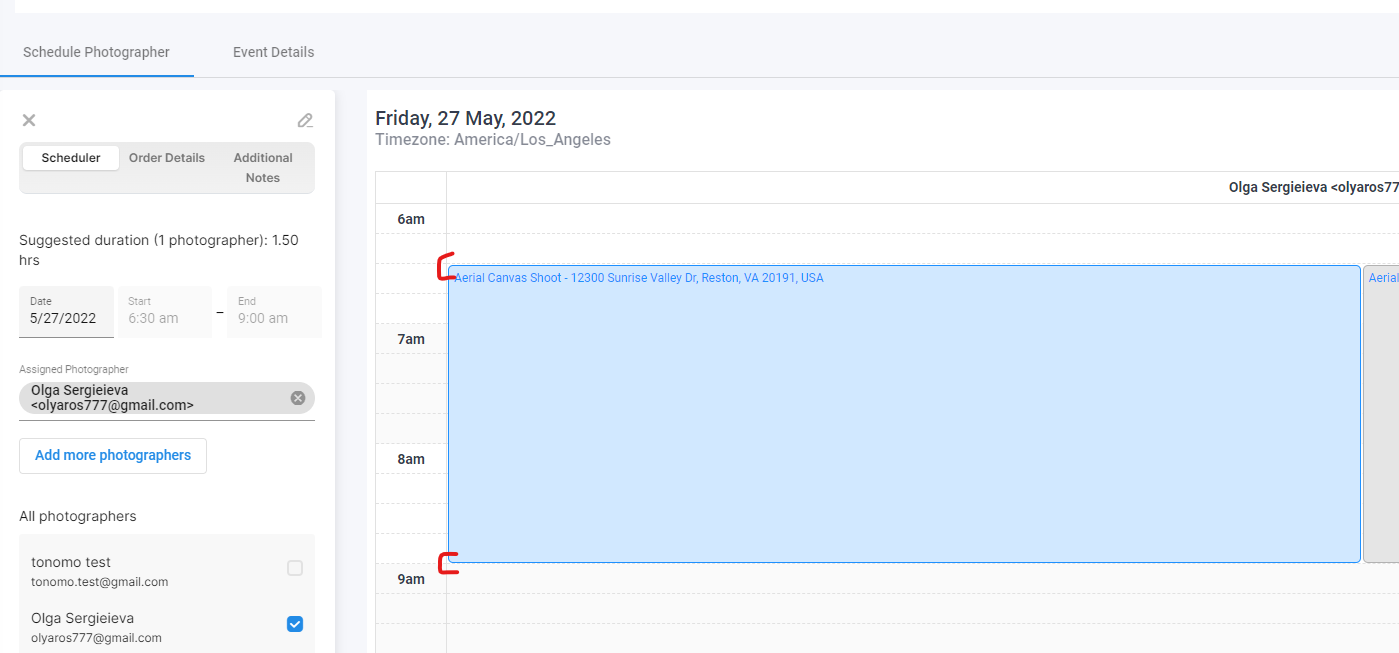 Schedule Photographer
Event Details
Scheduler
Order Details
Additional
Notes
Suggested duration (1 photographer): 1.50
hrs
Date
5/27/2022
Start
6:30 am
–
End
9:00 am
Assigned Photographer
Olga Sergieieva
<olyaros777@gmail.com>
Add more photographers
All photographers
tonomo test
tonomo.test@gmail.com
Olga Sergieieva
olyaros777@gmail.com
Friday, 27 May, 2022
Timezone: America/Los_Angeles
Olga Sergieieva <olyaros77
6am
Aerial Canvas Shoot - 12300 Sunrise Valley Dr, Reston, VA 20191, USA
Aerial
7am
8am
9am